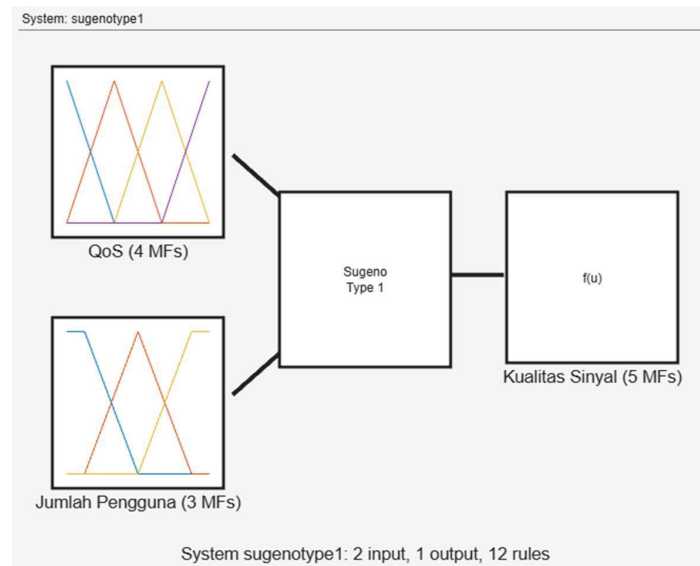 System: sugenotype1
QoS (4 MFs)
Sugeno
Type 1
f(u)
Kualitas Sinyal (5 MFs)
Jumlah Pengguna (3 MFs)
System sugenotype1: 2 input, 1 output, 12 rules